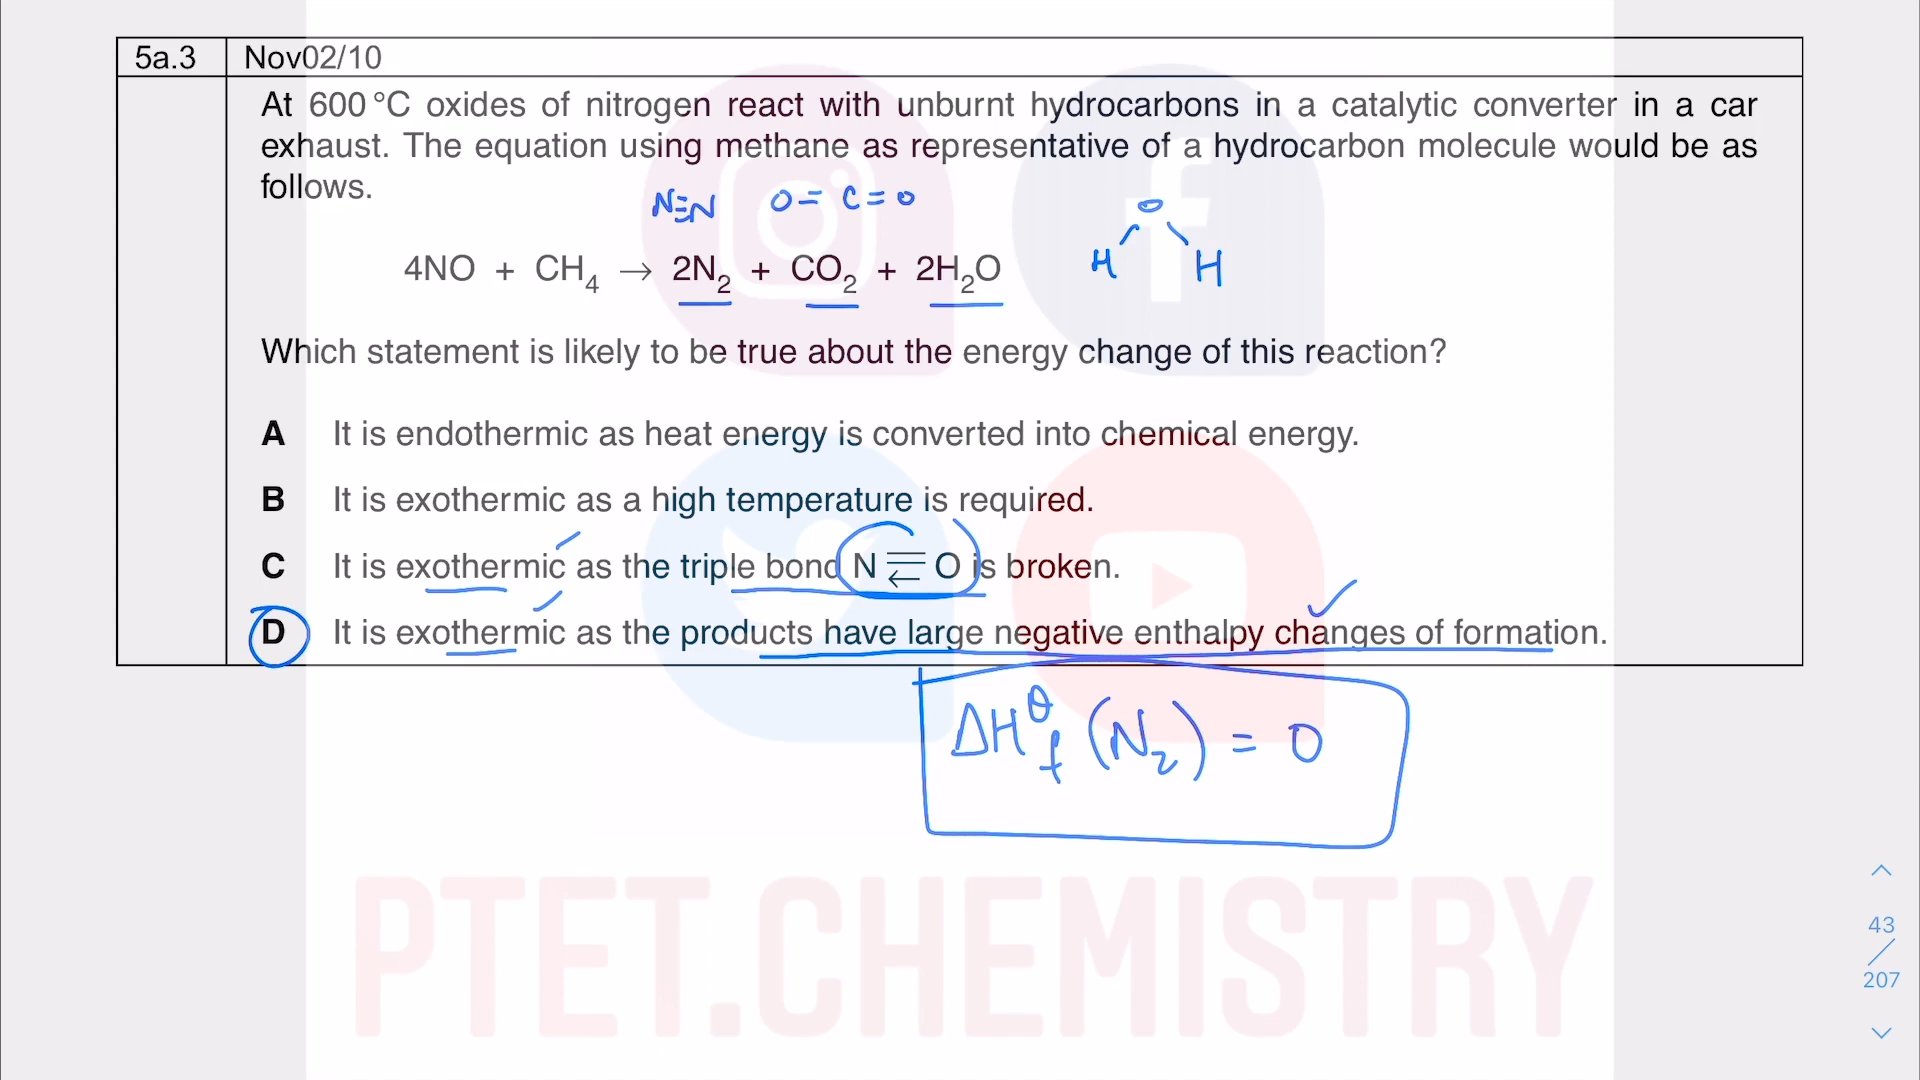 5a.3 Nov02/10
At 600 °C oxides of nitrogen react with unburnt hydrocarbons in a catalytic converter in a car
exhaust. The equation using methane as representative of a hydrocarbon molecule would be as
follows.
N≡N O=C=O
O
H H
4NO + CH₄ → 2N₂ + CO₂ + 2H₂O
Which statement is likely to be true about the energy change of this reaction?
A It is endothermic as heat energy is converted into chemical energy.
B It is exothermic as a high temperature is required.
C It is exothermic as the triple bond N≡O is broken.
D It is exothermic as the products have large negative enthalpy changes of formation.
ΔH^θ_f (N₂) = 0
PTET.CHEMISTRY
43
/
207